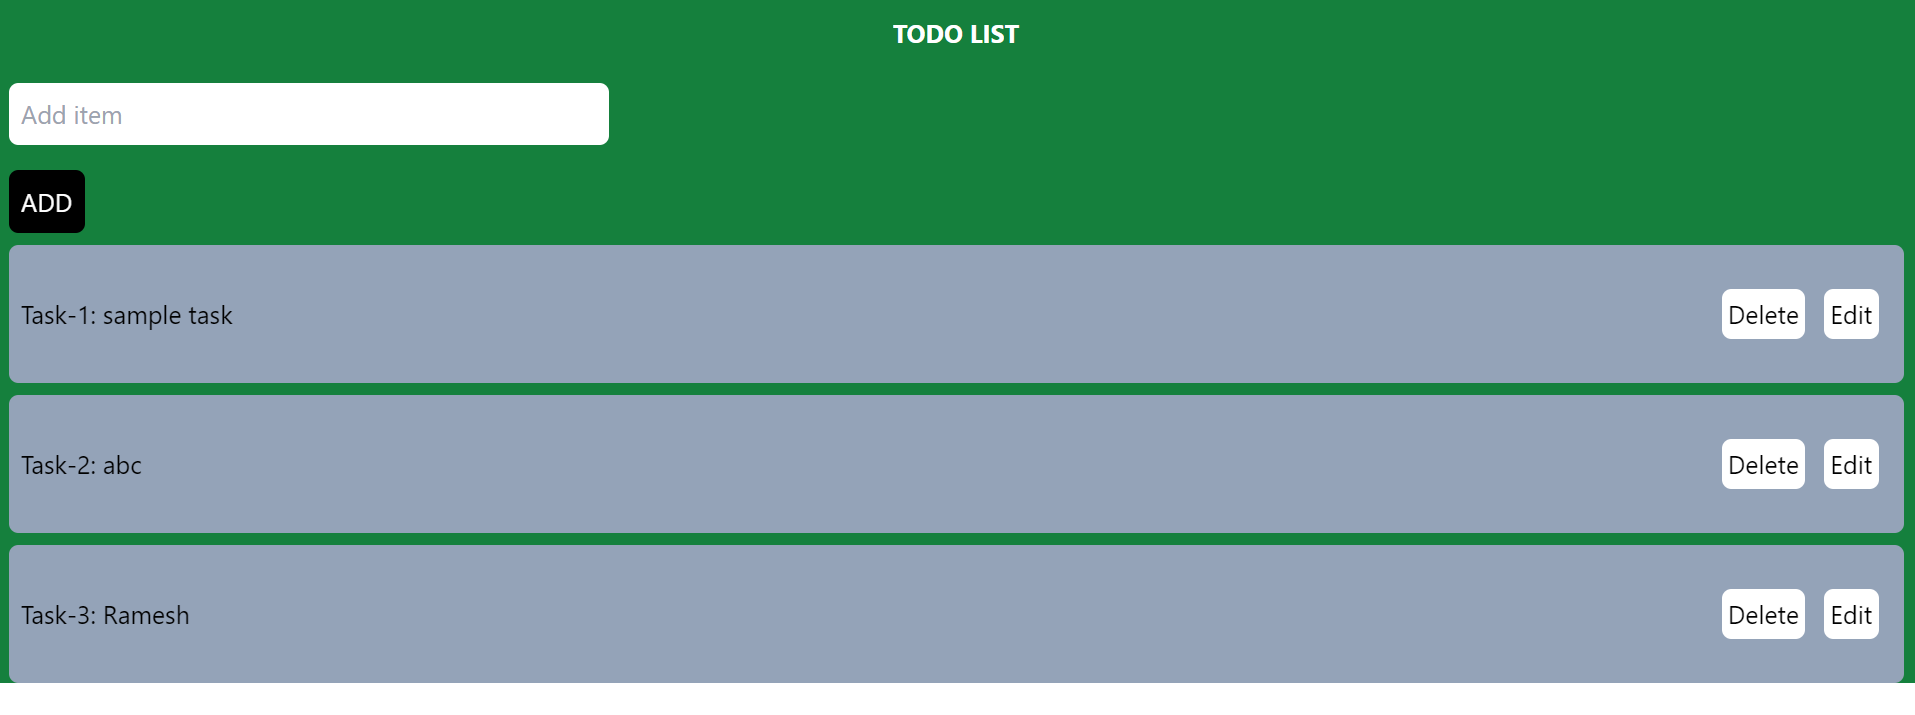 TODO LIST
Add item
ADD
Task-1: sample task Delete Edit
Task-2: abc Delete Edit
Task-3: Ramesh Delete Edit